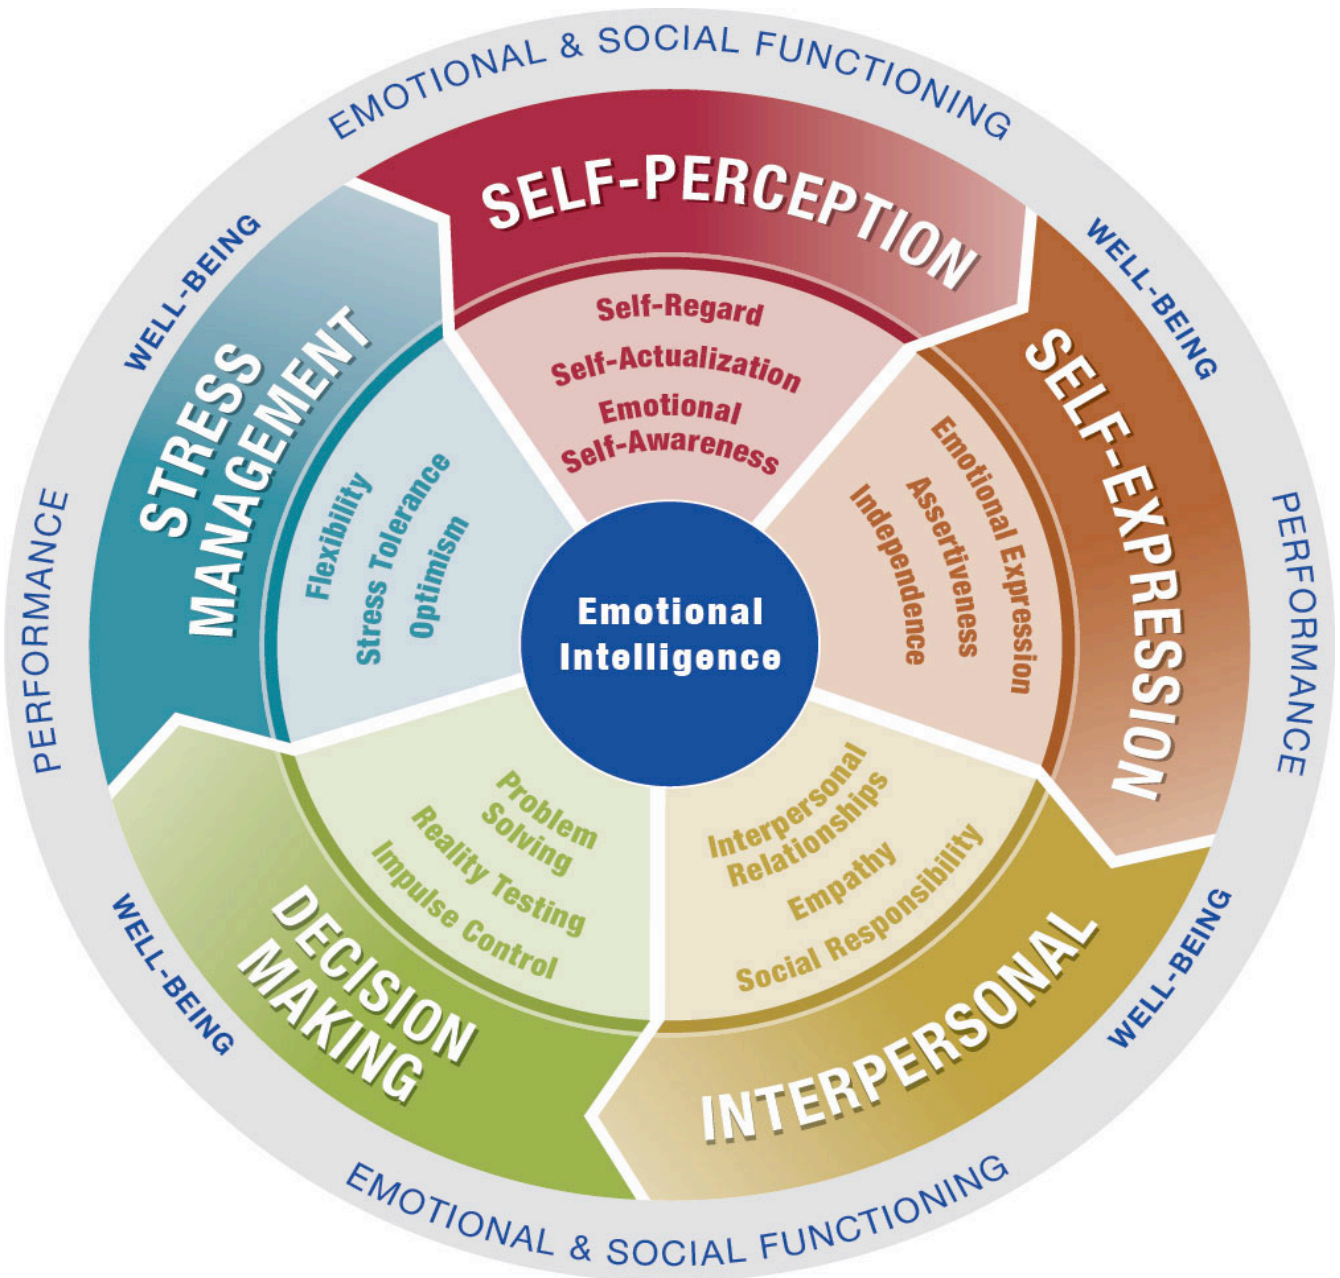 EMOTIONAL & SOCIAL FUNCTIONING
WELL-BEING
PERFORMANCE
WELL-BEING
EMOTIONAL & SOCIAL FUNCTIONING
WELL-BEING
PERFORMANCE
WELL-BEING
SELF-PERCEPTION
Self-Regard
Self-Actualization
Emotional
Self-Awareness
SELF-EXPRESSION
Emotional Expression
Assertiveness
Independence
INTERPERSONAL
Interpersonal
Relationships
Empathy
Social Responsibility
DECISION
MAKING
Problem
Solving
Reality Testing
Impulse Control
STRESS
MANAGEMENT
Flexibility
Stress Tolerance
Optimism
Emotional
Intelligence